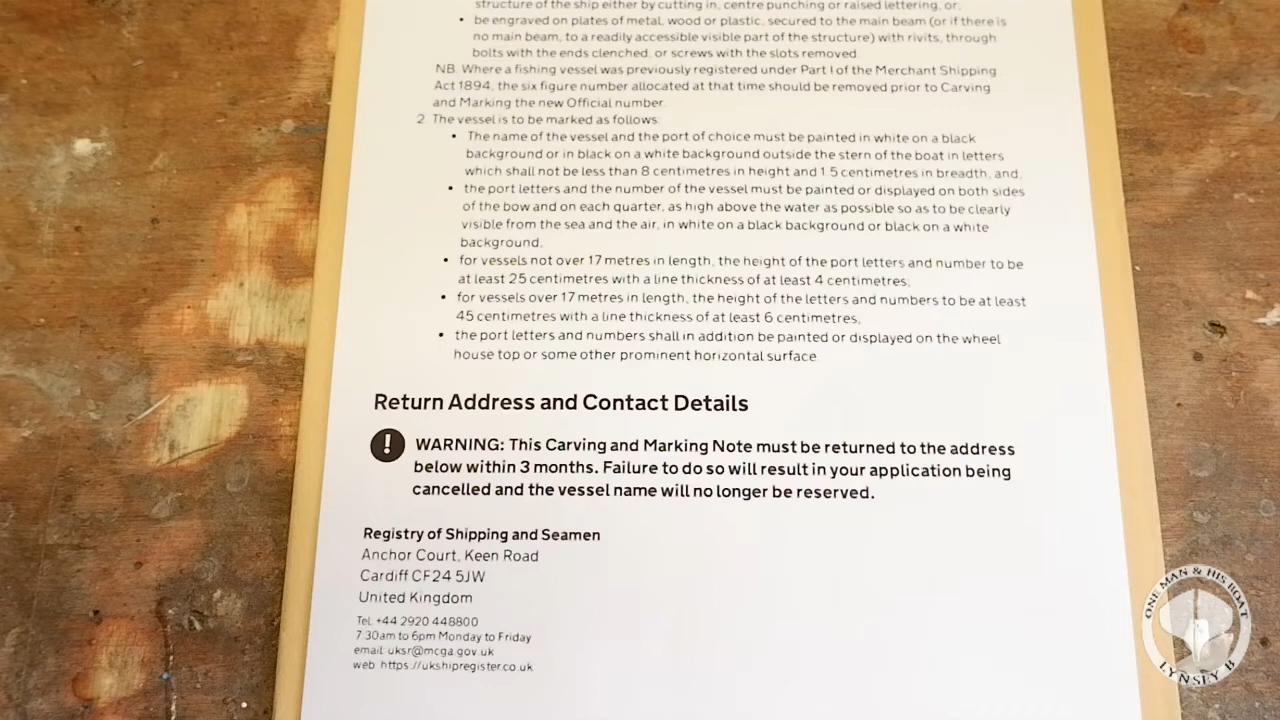 structure of the ship either by cutting in, centre punching or raised lettering, or;
• be engraved on plates of metal, wood or plastic, secured to the main beam (or if there is
no main beam, to a readily accessible visible part of the structure) with rivits, through
bolts with the ends clenched, or screws with the slots removed.
NB. Where a fishing vessel was previously registered under Part I of the Merchant Shipping
Act 1894, the six figure number allocated at that time should be removed prior to Carving
and Marking the new Official number.
2. The vessel is to be marked as follows:
• The name of the vessel and the port of choice must be painted in white on a black
background or in black on a white background outside the stern of the boat in letters
which shall not be less than 8 centimetres in height and 1.5 centimetres in breadth, and;
• the port letters and the number of the vessel must be painted or displayed on both sides
of the bow and on each quarter, as high above the water as possible so as to be clearly
visible from the sea and the air, in white on a black background or black on a white
background;
• for vessels not over 17 metres in length, the height of the port letters and number to be
at least 25 centimetres with a line thickness of at least 4 centimetres;
• for vessels over 17 metres in length, the height of the letters and numbers to be at least
45 centimetres with a line thickness of at least 6 centimetres;
• the port letters and numbers shall in addition be painted or displayed on the wheel
house top or some other prominent horizontal surface.
Return Address and Contact Details
! WARNING: This Carving and Marking Note must be returned to the address
below within 3 months. Failure to do so will result in your application being
cancelled and the vessel name will no longer be reserved.
Registry of Shipping and Seamen
Anchor Court, Keen Road
Cardiff CF24 5JW
United Kingdom
Tel: +44 2920 448800
7.30am to 6pm Monday to Friday
email: uksr@mcga.gov.uk
web: https://ukshipregister.co.uk
ONE MAN & HIS BOAT
LYNSEY B